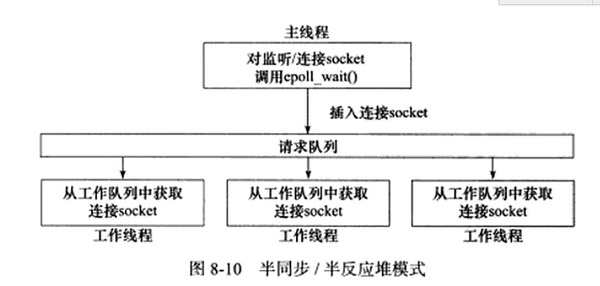 主线程
对监听/连接socket
调用epoll_wait()
插入连接socket
请求队列
从工作队列中获取
连接socket
从工作队列中获取
连接socket
从工作队列中获取
连接socket
工作线程
工作线程
工作线程
图 8-10 半同步 / 半反应堆模式